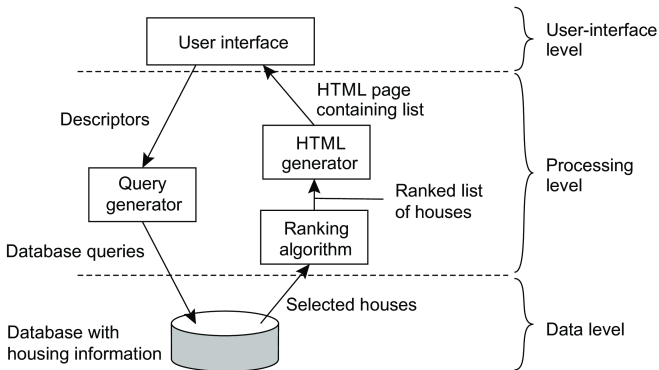 User interface
User-interface
level
HTML page
containing list
Descriptors
HTML
generator
Processing
level
Query
generator
Ranked list
of houses
Ranking
algorithm
Database queries
Selected houses
Database with
housing information
Data level